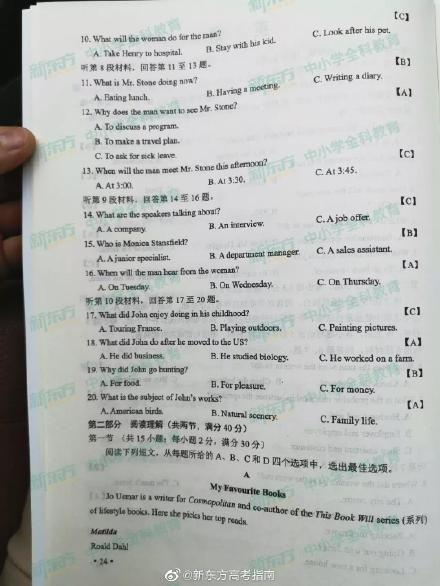 10. What will the woman do for the man? 【C】
A. Take Henry to hospital. B. Stay with his kid. C. Look after his pet.
听第 8 段材料，回答第 11 至 13 题。
11. What is Mr. Stone doing now? 【B】
A. Eating lunch. B. Having a meeting. C. Writing a diary.
12. Why does the man want to see Mr. Stone? 【A】
A. To discuss a program.
B. To make a travel plan.
C. To ask for sick leave.
13. When will the man meet Mr. Stone this afternoon? 【C】
A. At 3:00. B. At 3:30. C. At 3:45.
听第 9 段材料，回答第 14 至 16 题。
14. What are the speakers talking about? 【C】
A. A company. B. An interview. C. A job offer.
15. Who is Monica Stansfield? 【B】
A. A junior specialist. B. A department manager. C. A sales assistant.
16. When will the man hear from the woman? 【A】
A. On Tuesday. B. On Wednesday. C. On Thursday.
听第 10 段材料，回答第 17 至 20 题。
17. What did John enjoy doing in his childhood? 【C】
A. Touring France. B. Playing outdoors. C. Painting pictures.
18. What did John do after he moved to the US? 【A】
A. He did business. B. He studied biology. C. He worked on a farm.
19. Why did John go hunting? 【B】
A. For food. B. For pleasure. C. For money.
20. What is the subject of John's works? 【A】
A. American birds. B. Natural scenery. C. Family life.
第二部分 阅读理解（共两节，满分 40 分）
第一节 （共 15 小题；每小题 2 分，满分 30 分）
阅读下列短文，从每题所给的 A、B、C 和 D 四个选项中，选出最佳选项。
A
My Favourite Books
Jo Usmar is a writer for Cosmopolitan and co-author of the This Book Will series (系列)
of lifestyle books. Here she picks her top reads.
Matilda
Roald Dahl
· 24 ·
新东方 中小学全科教育
@新东方高考指南